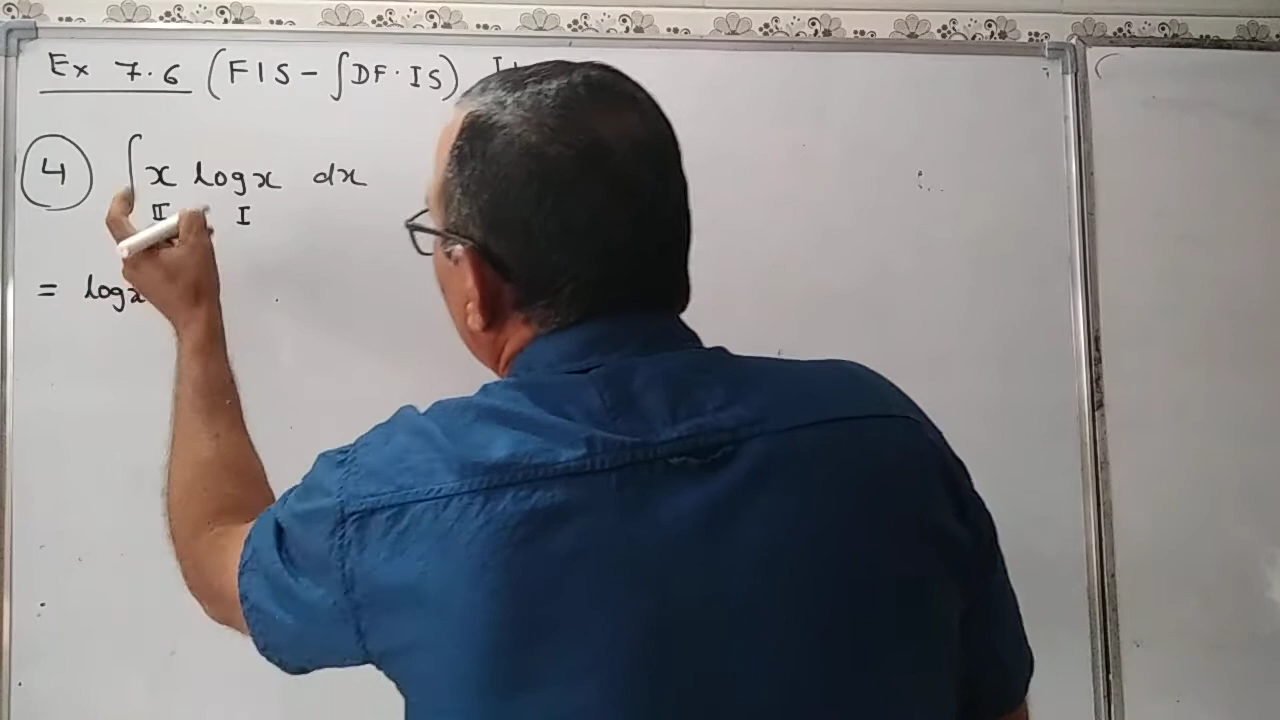 Ex 7.6 (FIS - ∫DF·IS)
4 ∫ x log x dx
II I
= log x